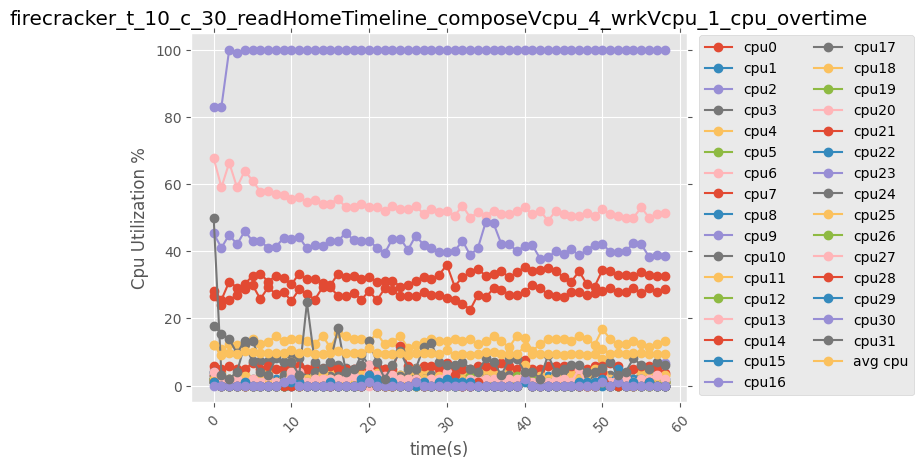 firecracker_t_10_c_30_readHomeTimeline_composeVcpu_4_wrkVcpu_1_cpu_overtime
100
80
60
40
20
0
Cpu Utilization %
0
10
20
30
40
50
60
time(s)
cpu0
cpu1
cpu2
cpu3
cpu4
cpu5
cpu6
cpu7
cpu8
cpu9
cpu10
cpu11
cpu12
cpu13
cpu14
cpu15
cpu16
cpu17
cpu18
cpu19
cpu20
cpu21
cpu22
cpu23
cpu24
cpu25
cpu26
cpu27
cpu28
cpu29
cpu30
cpu31
avg cpu